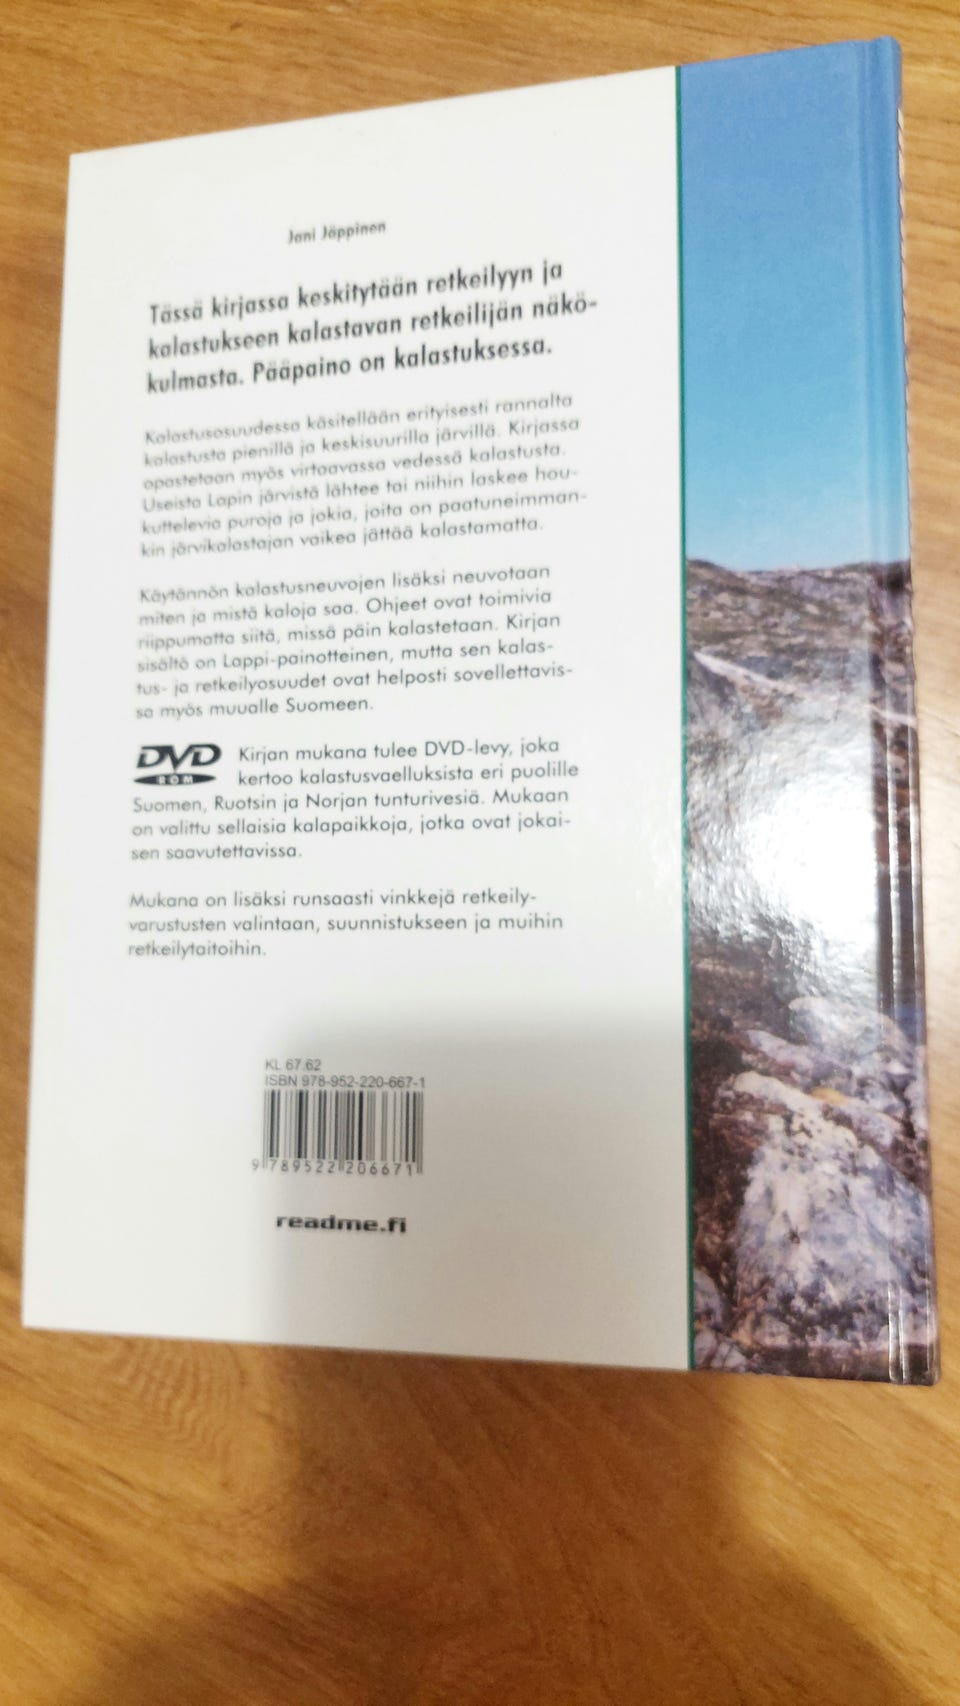 Jani Jäppinen
Tässä kirjassa keskitytään retkeilyyn ja
kalastukseen kalastavan retkeilijän näkö-
kulmasta. Pääpaino on kalastuksessa.
Kalastusosuudessa käsitellään erityisesti rannalta
kalastusta pienillä ja keskisuurilla järvillä. Kirjassa
opastetaan myös virtaavassa vedessä kalastusta.
Useista Lapin järvistä lähtee tai niihin laskee hou-
kuttelevia puroja ja jokia, joita on paatuneimman-
kin järvikalastajan vaikea jättää kalastamatta.
Käytännön kalastusneuvojen lisäksi neuvotaan
miten ja mistä kaloja saa. Ohjeet ovat toimivia
riippumatta siitä, missä päin kalastetaan. Kirjan
sisältö on Lappi-painotteinen, mutta sen kalas-
tus- ja retkeilyosuudet ovat helposti sovellettavis-
sa myös muualle Suomeen.
DVD ROM Kirjan mukana tulee DVD-levy, joka
kertoo kalastusvaelluksista eri puolille
Suomen, Ruotsin ja Norjan tunturivesiä. Mukaan
on valittu sellaisia kalapaikkoja, jotka ovat jokai-
sen saavutettavissa.
Mukana on lisäksi runsaasti vinkkejä retkeily-
varustusten valintaan, suunnistukseen ja muihin
retkeilytaitoihin.
KL 67.62
ISBN 978-952-220-667-1
9 789522 206671
readme.fi